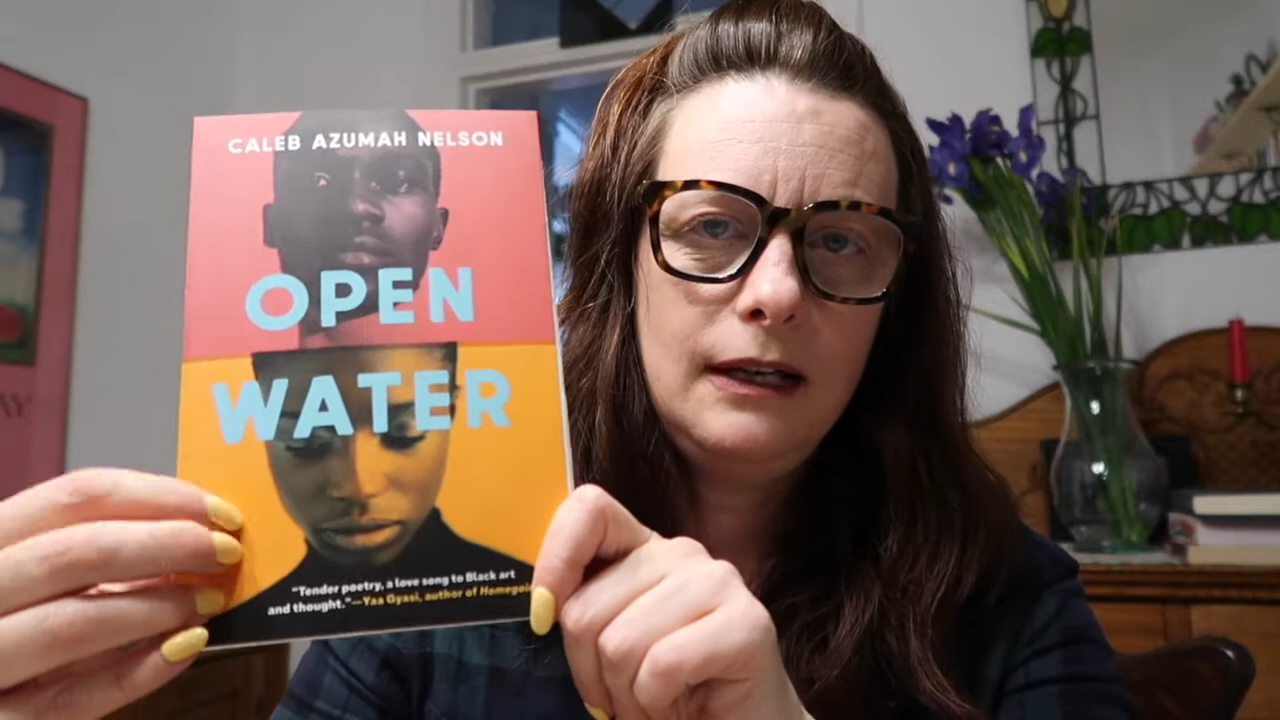 CALEB AZUMAH NELSON
OPEN
WATER
"Tender poetry, a love song to Black art
and thought."—Yaa Gyasi, author of